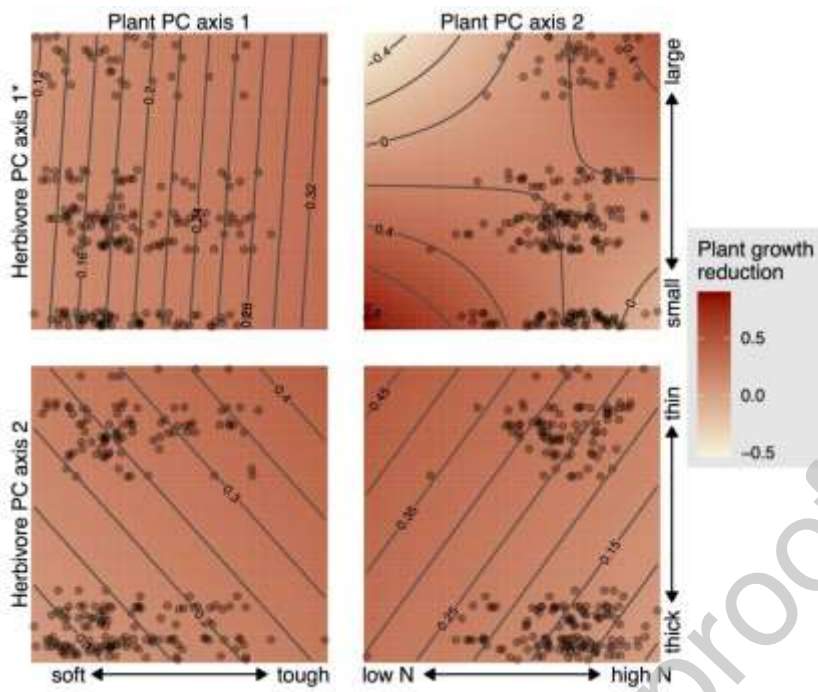 Plant PC axis 1
Plant PC axis 2
Herbivore PC axis 1*
0.12
0.2
0.16
0.24
0.32
0.28
-0.4
-0
0.4
0.4
0
large
small
Plant growth
reduction
0.5
0.0
-0.5
Herbivore PC axis 2
0.4
0.3
0.45
0.35
0.25
0.15
thin
thick
soft
tough
low N
high N
proof